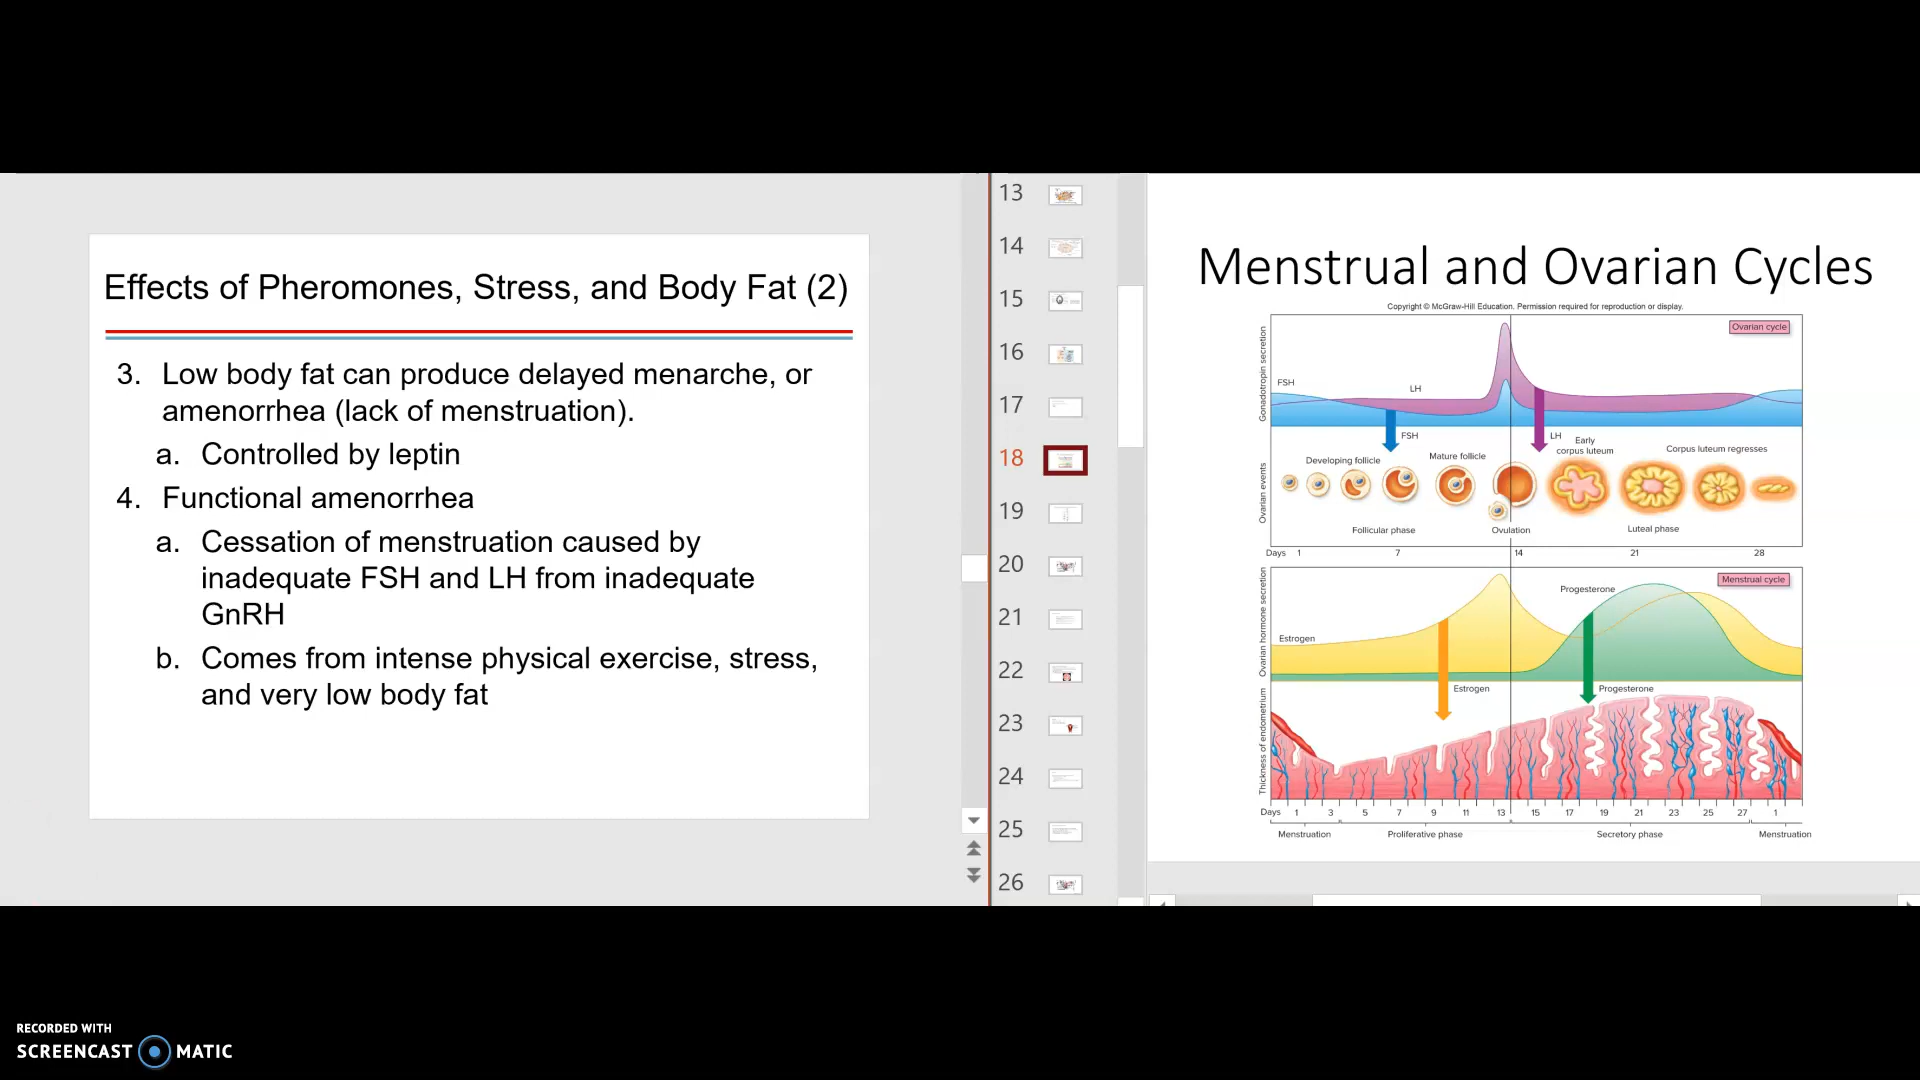 Effects of Pheromones, Stress, and Body Fat (2)
3. Low body fat can produce delayed menarche, or
amenorrhea (lack of menstruation).
a. Controlled by leptin
4. Functional amenorrhea
a. Cessation of menstruation caused by
inadequate FSH and LH from inadequate
GnRH
b. Comes from intense physical exercise, stress,
and very low body fat
13
14
15
16
17
18
19
20
21
22
23
24
25
26
Menstrual and Ovarian Cycles
Copyright © McGraw-Hill Education. Permission required for reproduction or display.
Gonadotropin secretion
Ovarian cycle
FSH
LH
FSH
LH
Ovarian events
Developing follicle
Mature follicle
Early
corpus luteum
Corpus luteum regresses
Follicular phase
Ovulation
Luteal phase
Days 1 7 14 21 28
Ovarian hormone secretion
Menstrual cycle
Progesterone
Estrogen
Estrogen
Progesterone
Thickness of endometrium
Days 1 3 5 7 9 11 13 15 17 19 21 23 25 27 1
Menstruation Proliferative phase Secretory phase Menstruation
RECORDED WITH
SCREENCAST MATIC